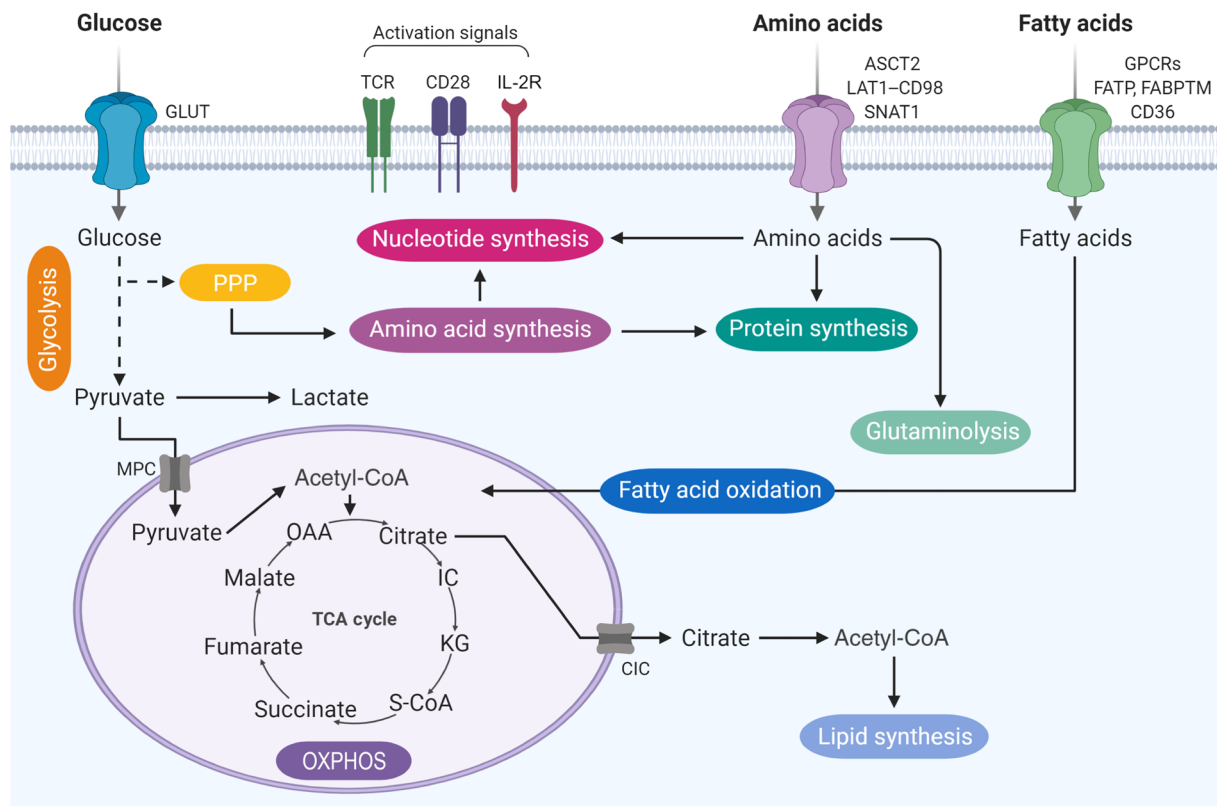 Glucose
Activation signals
Amino acids
Fatty acids
TCR
CD28
IL-2R
GLUT
ASCT2
LAT1–CD98
SNAT1
GPCRs
FATP, FABPTM
CD36
Glucose
Nucleotide synthesis
Amino acids
Fatty acids
Glycolysis
PPP
Amino acid synthesis
Protein synthesis
Pyruvate
Lactate
Glutaminolysis
MPC
Acetyl-CoA
Fatty acid oxidation
Pyruvate
OAA
Citrate
Malate
IC
TCA cycle
Fumarate
KG
Citrate
Acetyl-CoA
CIC
Succinate
S-CoA
Lipid synthesis
OXPHOS